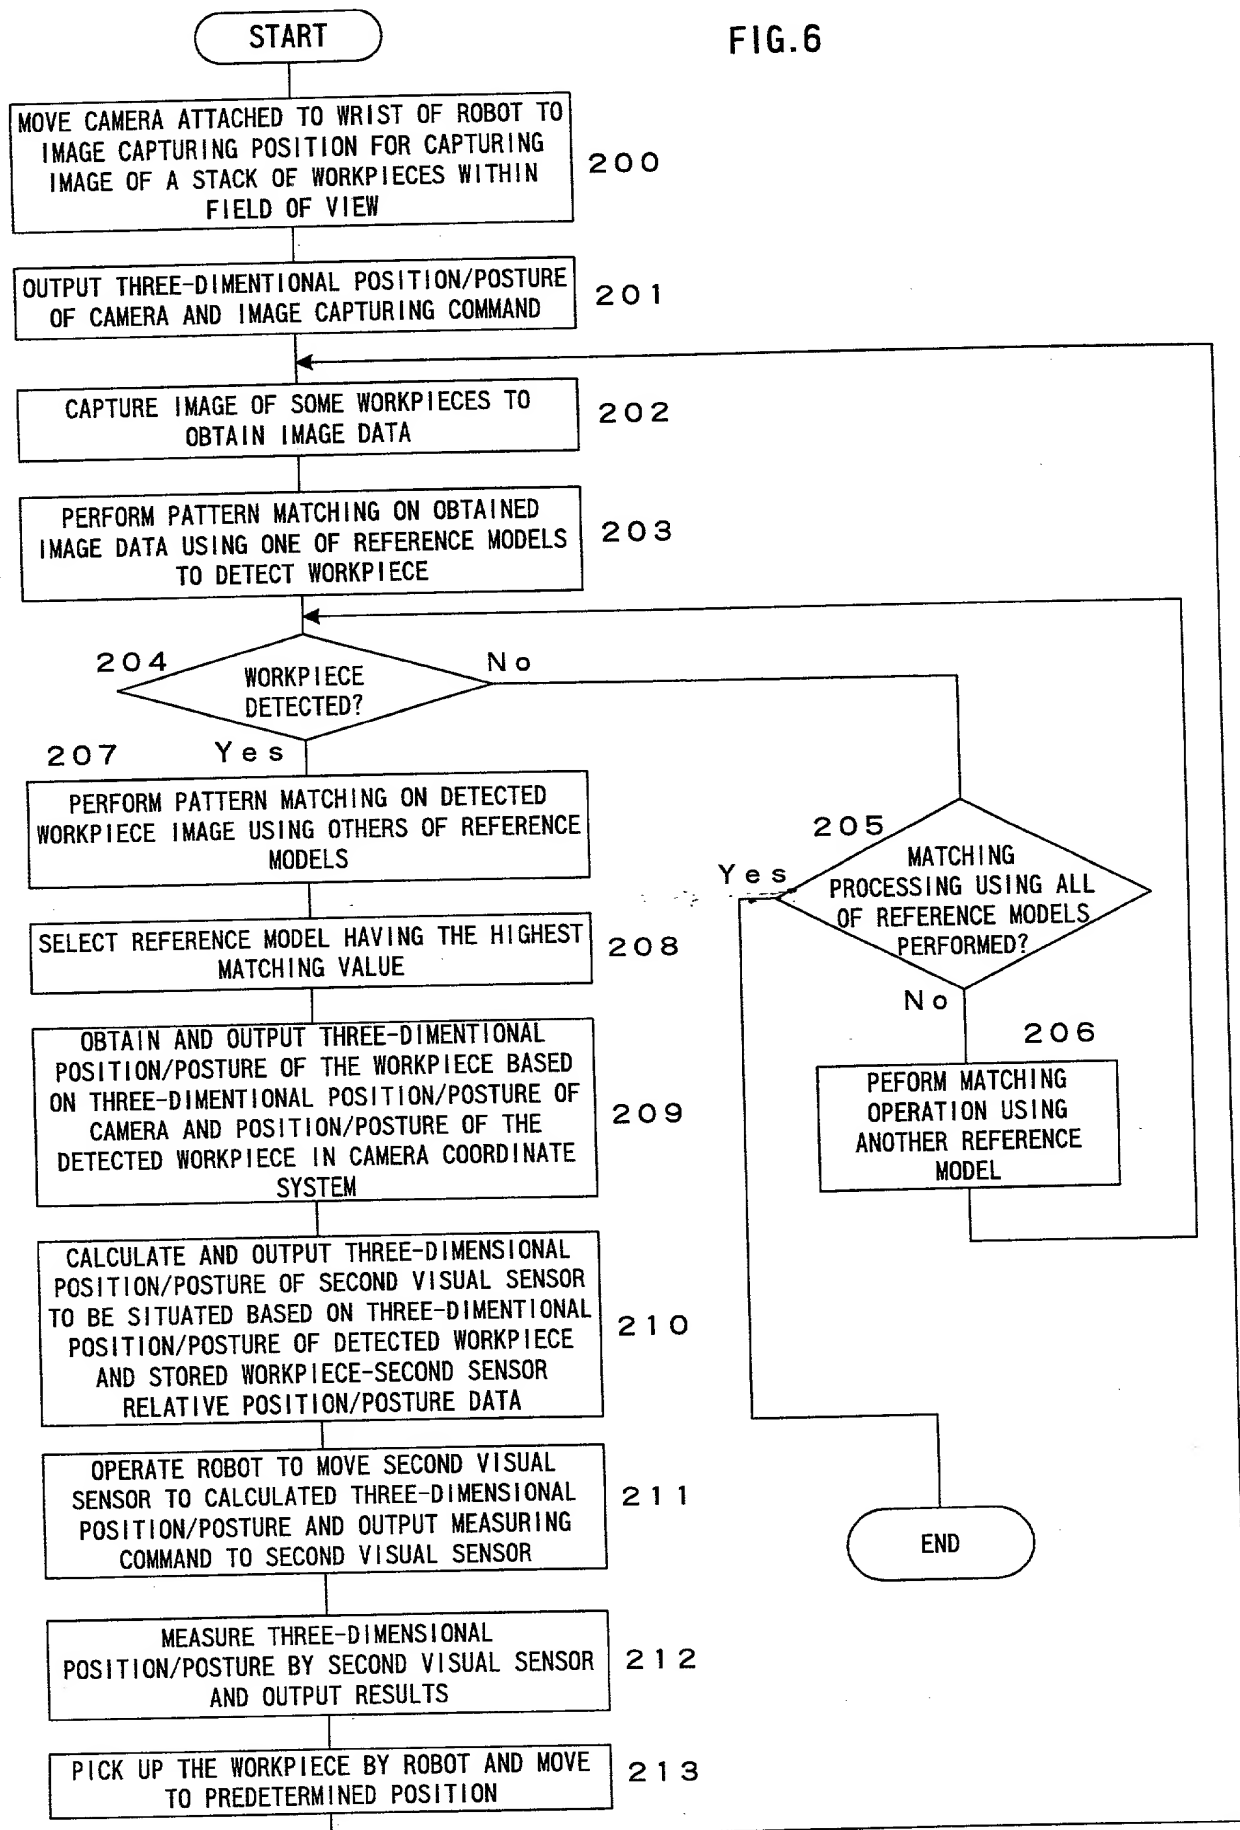 START
FIG.6
MOVE CAMERA ATTACHED TO WRIST OF ROBOT TO
IMAGE CAPTURING POSITION FOR CAPTURING
IMAGE OF A STACK OF WORKPIECES WITHIN
FIELD OF VIEW
200
OUTPUT THREE-DIMENTIONAL POSITION/POSTURE
OF CAMERA AND IMAGE CAPTURING COMMAND
201
CAPTURE IMAGE OF SOME WORKPIECES TO
OBTAIN IMAGE DATA
202
PERFORM PATTERN MATCHING ON OBTAINED
IMAGE DATA USING ONE OF REFERENCE MODELS
TO DETECT WORKPIECE
203
204
WORKPIECE
DETECTED?
No
Yes
207
PERFORM PATTERN MATCHING ON DETECTED
WORKPIECE IMAGE USING OTHERS OF REFERENCE
MODELS
205
MATCHING
PROCESSING USING ALL
OF REFERENCE MODELS
PERFORMED?
Yes
No
206
PEFORM MATCHING
OPERATION USING
ANOTHER REFERENCE
MODEL
SELECT REFERENCE MODEL HAVING THE HIGHEST
MATCHING VALUE
208
OBTAIN AND OUTPUT THREE-DIMENTIONAL
POSITION/POSTURE OF THE WORKPIECE BASED
ON THREE-DIMENTIONAL POSITION/POSTURE OF
CAMERA AND POSITION/POSTURE OF THE
DETECTED WORKPIECE IN CAMERA COORDINATE
SYSTEM
209
CALCULATE AND OUTPUT THREE-DIMENSIONAL
POSITION/POSTURE OF SECOND VISUAL SENSOR
TO BE SITUATED BASED ON THREE-DIMENTIONAL
POSITION/POSTURE OF DETECTED WORKPIECE
AND STORED WORKPIECE-SECOND SENSOR
RELATIVE POSITION/POSTURE DATA
210
OPERATE ROBOT TO MOVE SECOND VISUAL
SENSOR TO CALCULATED THREE-DIMENSIONAL
POSITION/POSTURE AND OUTPUT MEASURING
COMMAND TO SECOND VISUAL SENSOR
211
END
MEASURE THREE-DIMENSIONAL
POSITION/POSTURE BY SECOND VISUAL SENSOR
AND OUTPUT RESULTS
212
PICK UP THE WORKPIECE BY ROBOT AND MOVE
TO PREDETERMINED POSITION
213